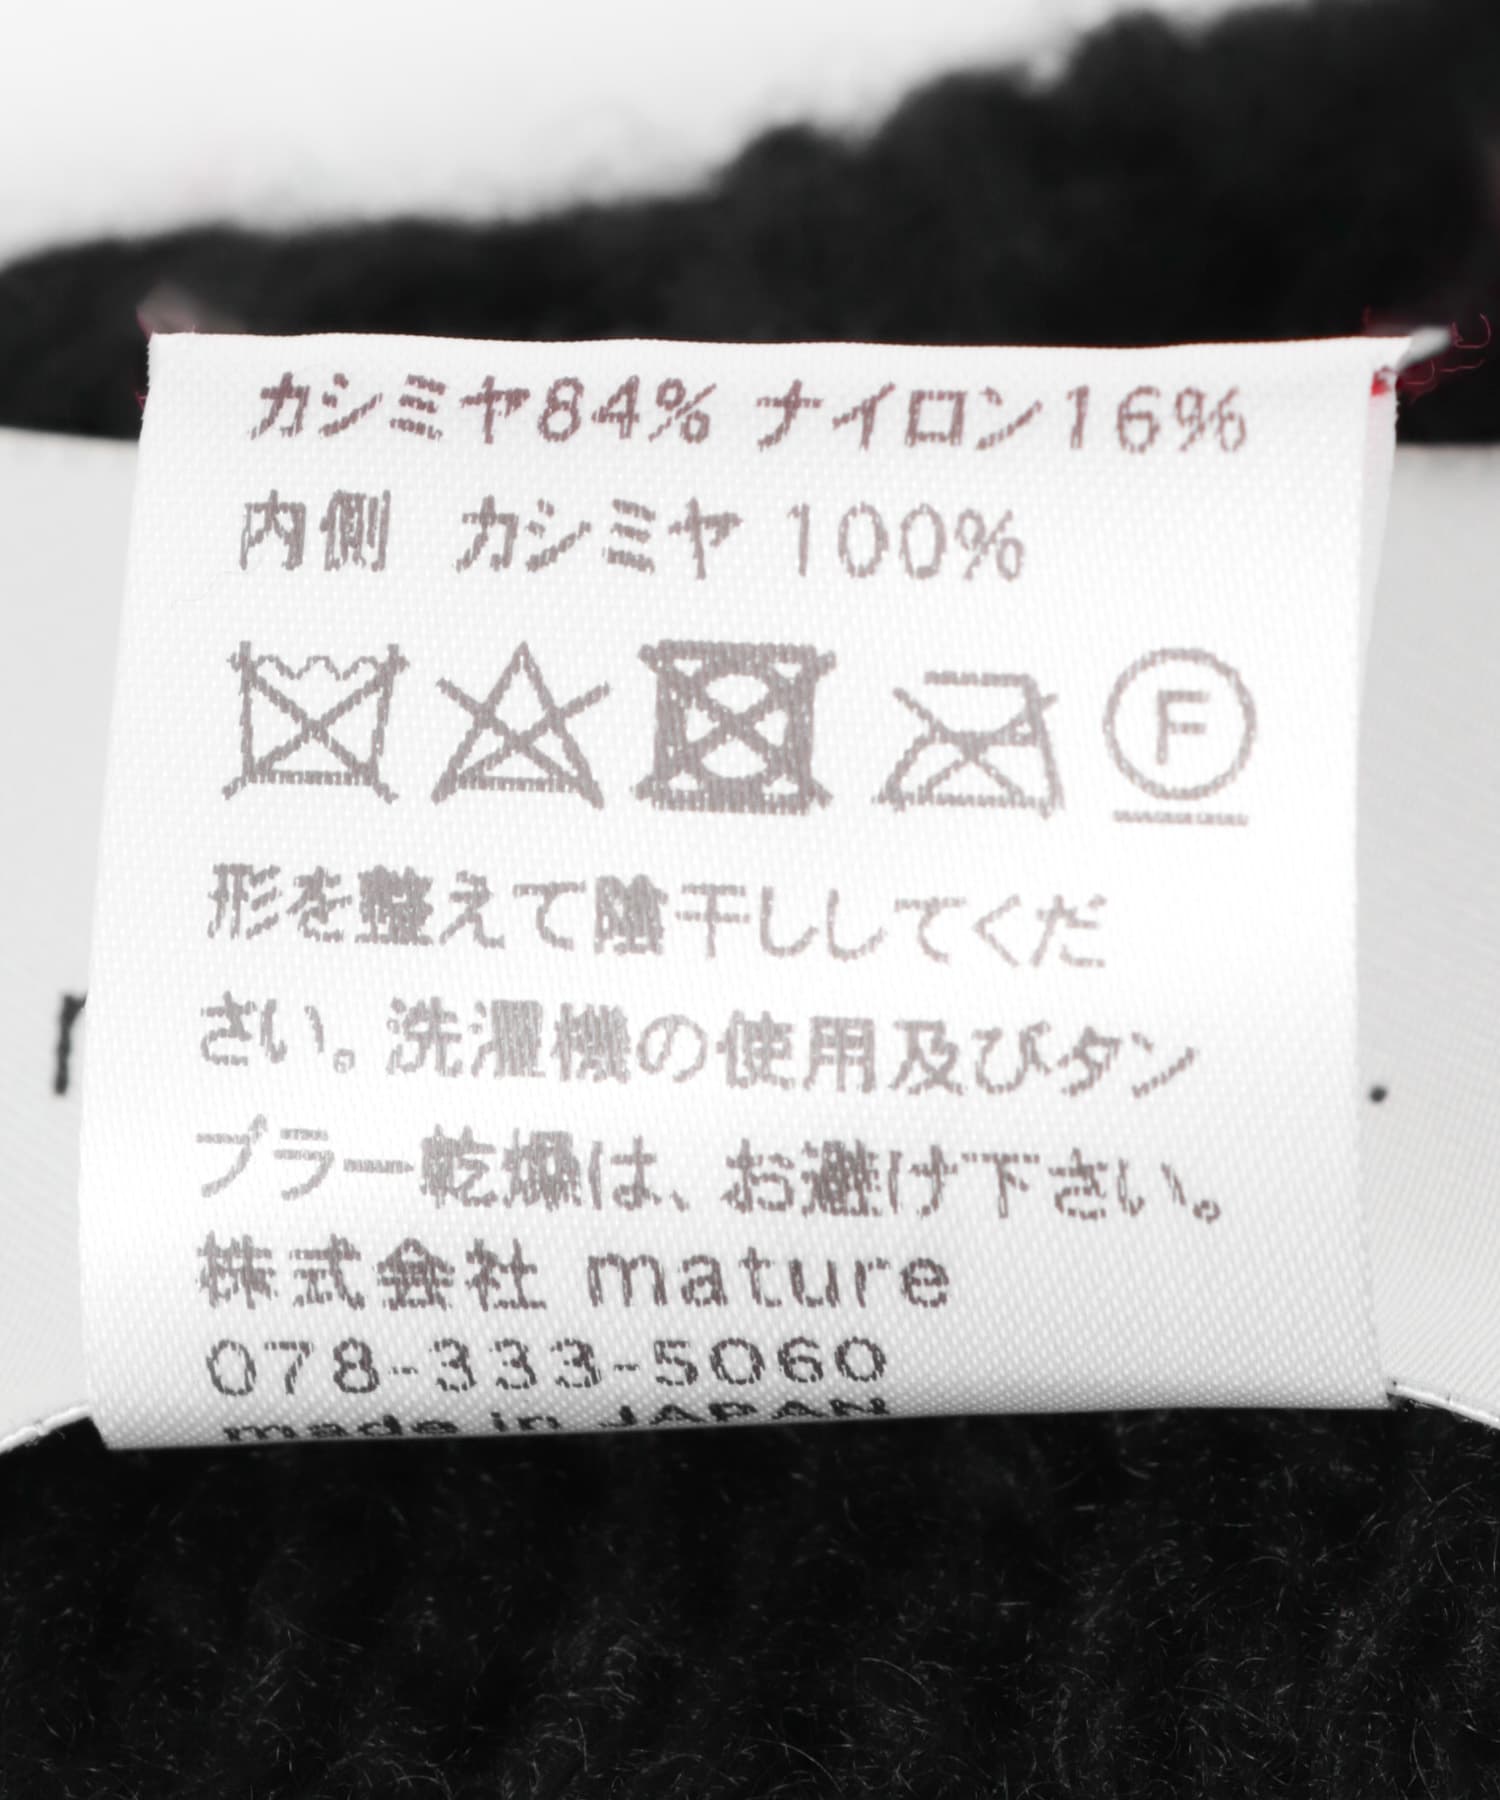 カシミヤ84% ナイロン16%
内側 カシミヤ 100%
F
形を整えて陰干ししてくだ
さい。洗濯機の使用及びタン
ブラー乾燥は、お避け下さい。
株式会社 mature
078-333-5060
made in JAPAN